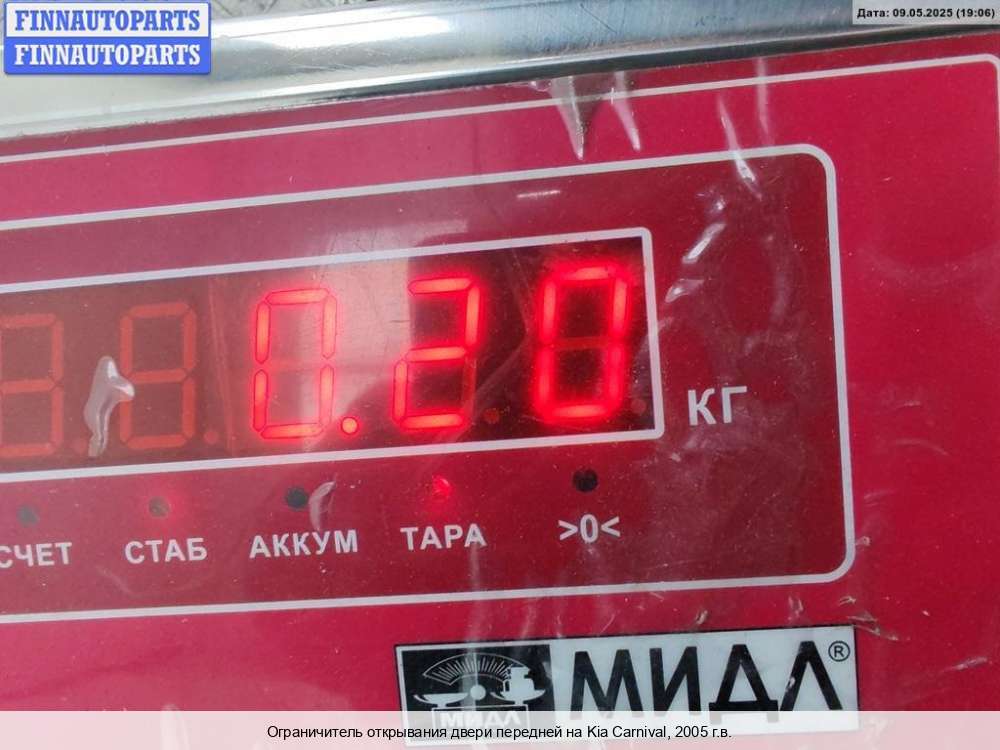 FINNAUTOPARTS
FINNAUTOPARTS
Дата: 09.05.2025 (19:06)
0.20
КГ
СЧЕТ СТАБ АККУМ ТАРА >0<
МИДЛ®
МИДЛ
Ограничитель открывания двери передней на Kia Carnival, 2005 г.в.